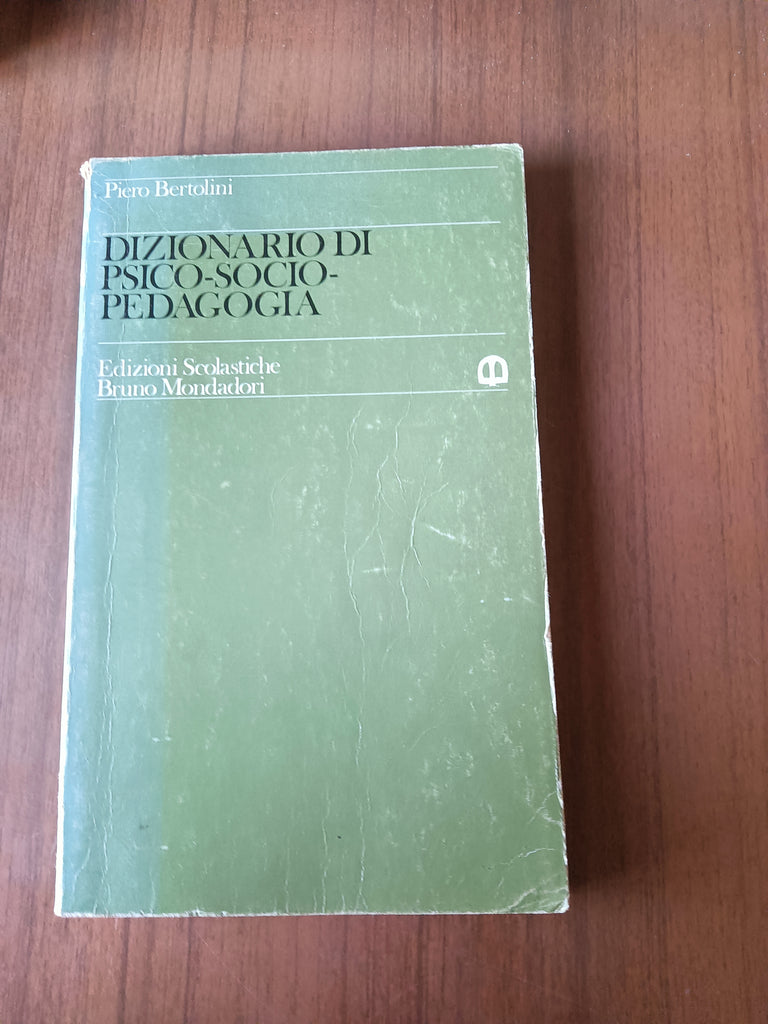 Piero Bertolini
DIZIONARIO DI
PSICO-SOCIO-
PEDAGOGIA
Edizioni Scolastiche
Bruno Mondadori